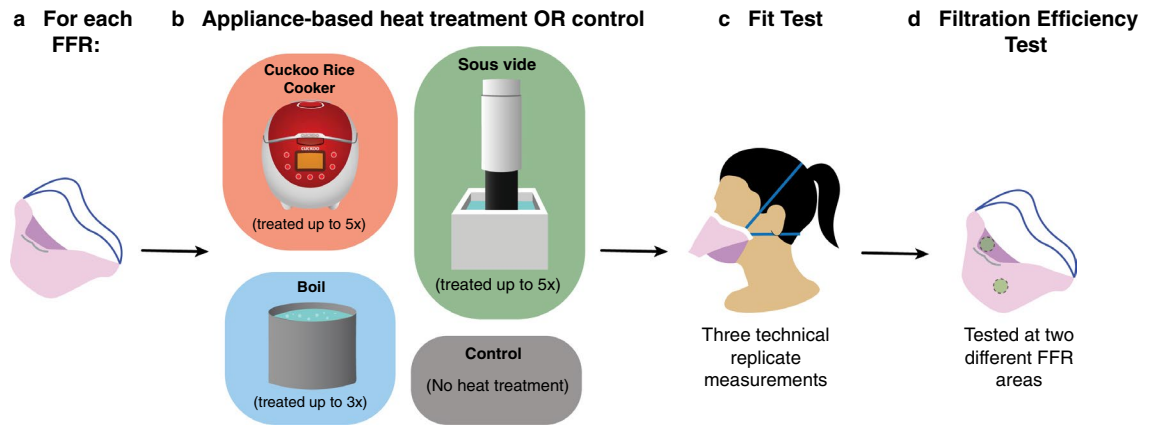 a For each
FFR:
b Appliance-based heat treatment OR control
Cuckoo Rice
Cooker
CUCKOO
(treated up to 5x)
Sous vide
(treated up to 5x)
Boil
(treated up to 3x)
Control
(No heat treatment)
c Fit Test
Three technical
replicate
measurements
d Filtration Efficiency
Test
Tested at two
different FFR
areas